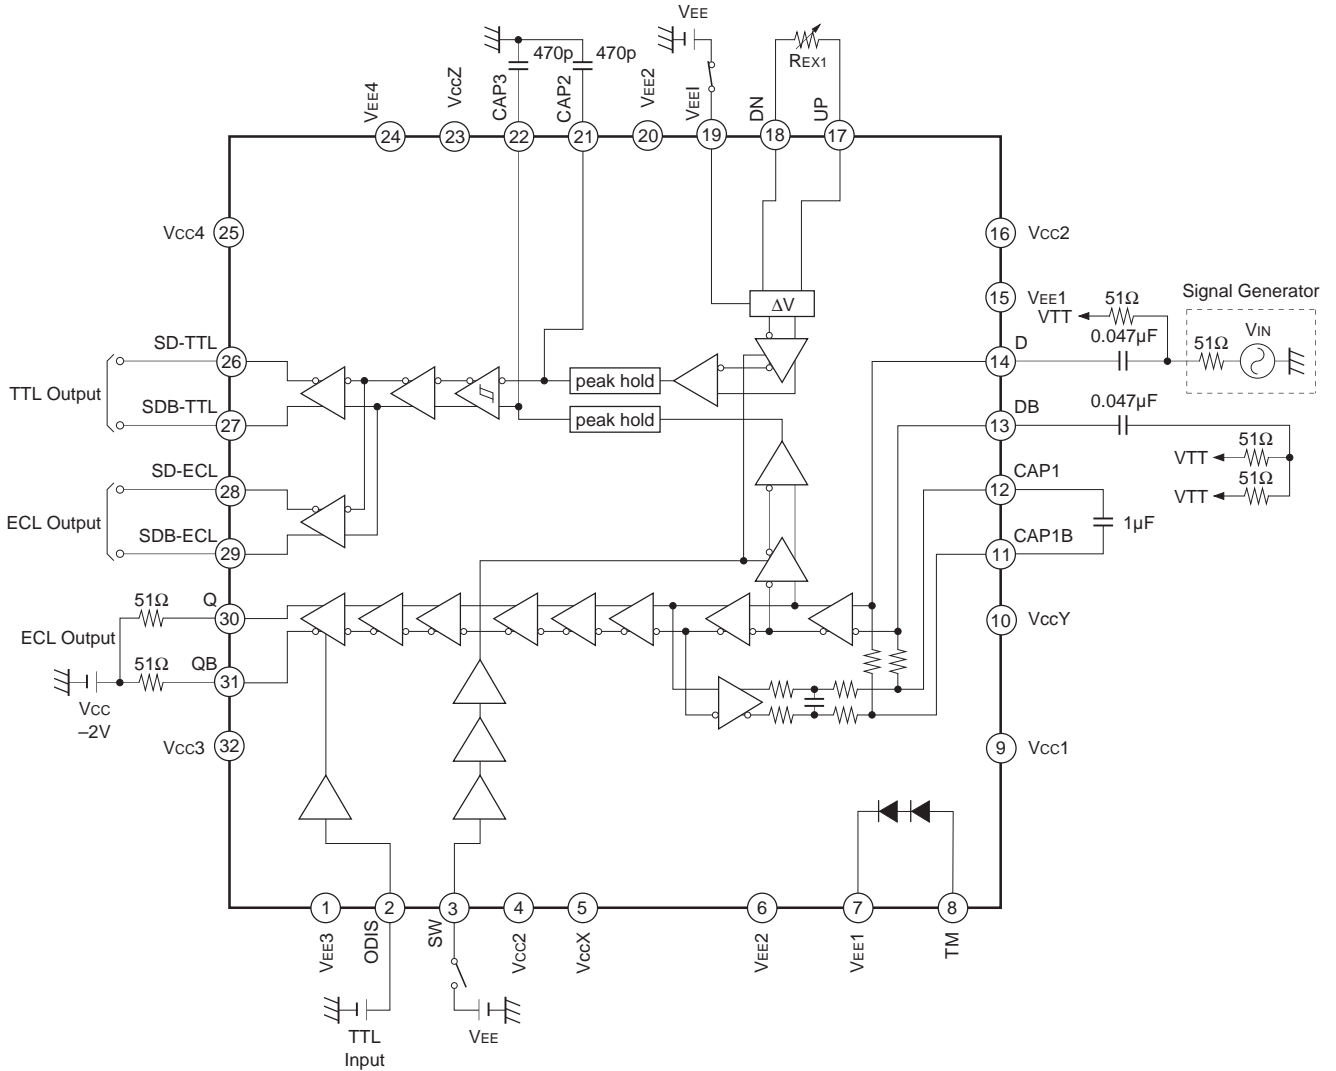 VEE
470p
470p
REX1
VEE4
VccZ
CAP3
CAP2
VEE2
VEEI
DN
UP
24
23
22
21
20
19
18
17
VCC4
25
16
VCC2
15
VEE1
ΔV
51Ω
VTT
Signal Generator
0.047µF
51Ω
VIN
SD-TTL
26
D
14
TTL Output
peak hold
peak hold
SDB-TTL
27
DB
13
0.047µF
51Ω
VTT
51Ω
VTT
SD-ECL
28
CAP1
12
ECL Output
1µF
SDB-ECL
29
CAP1B
11
51Ω
Q
30
10
VccY
ECL Output
51Ω
QB
31
VCC
–2V
VCC3
32
9
VCC1
1
2
3
4
5
6
7
8
VEE3
ODIS
SW
VCC2
VccX
VEE2
VEE1
TM
TTL
Input
VEE